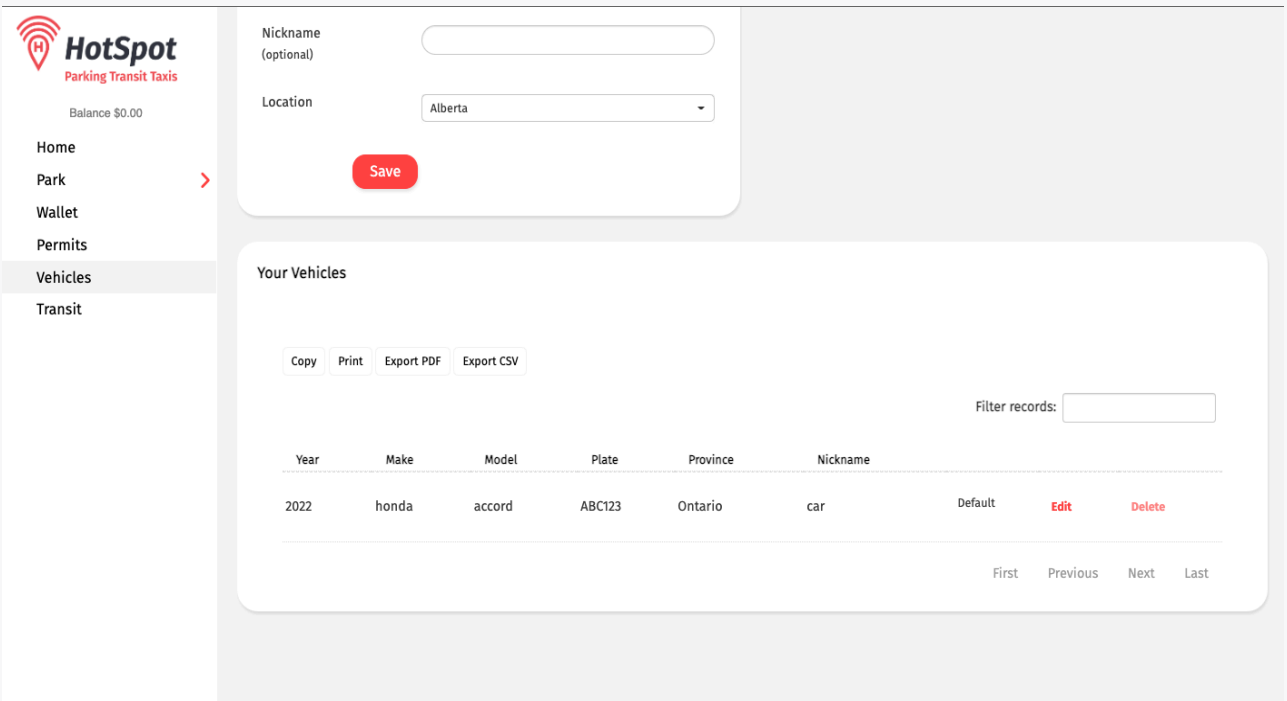 HotSpot
Parking Transit Taxis
Balance $0.00
Home
Park
Wallet
Permits
Vehicles
Transit
Nickname
(optional)
Location
Alberta
Save
Your Vehicles
Copy Print Export PDF Export CSV
Filter records:
Year Make Model Plate Province Nickname
2022 honda accord ABC123 Ontario car Default Edit Delete
First Previous Next Last